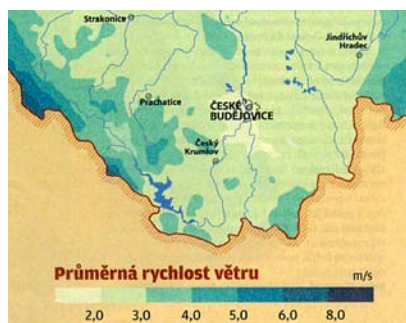 Strakonice
Jindřichův
Hradec
Prachatice
ČESKÉ
BUDĚJOVICE
Český
Krumlov
Průměrná rychlost větru
m/s
2,0 3,0 4,0 5,0 6,0 8,0